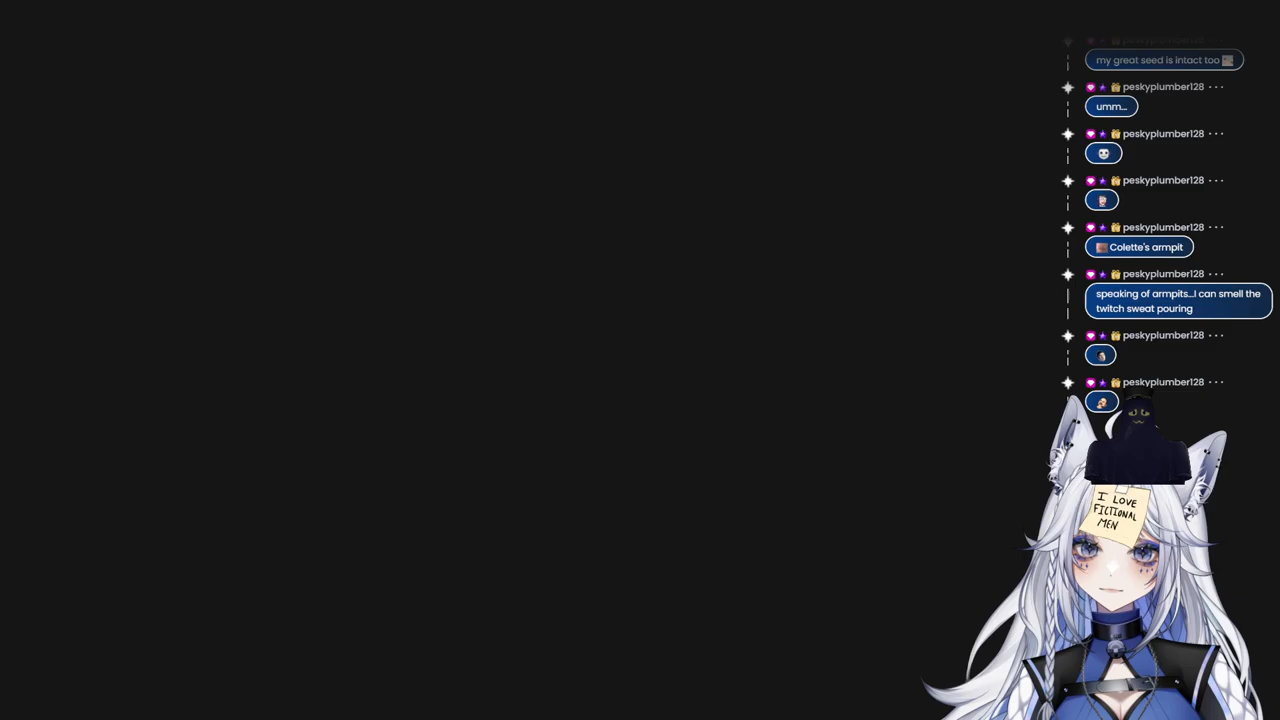 peskyplumber128
my great seed is intact too
peskyplumber128
umm...
peskyplumber128
peskyplumber128
peskyplumber128
Colette's armpit
peskyplumber128
speaking of armpits...I can smell the
twitch sweat pouring
peskyplumber128
peskyplumber128
I LOVE
FICTIONAL
MEN